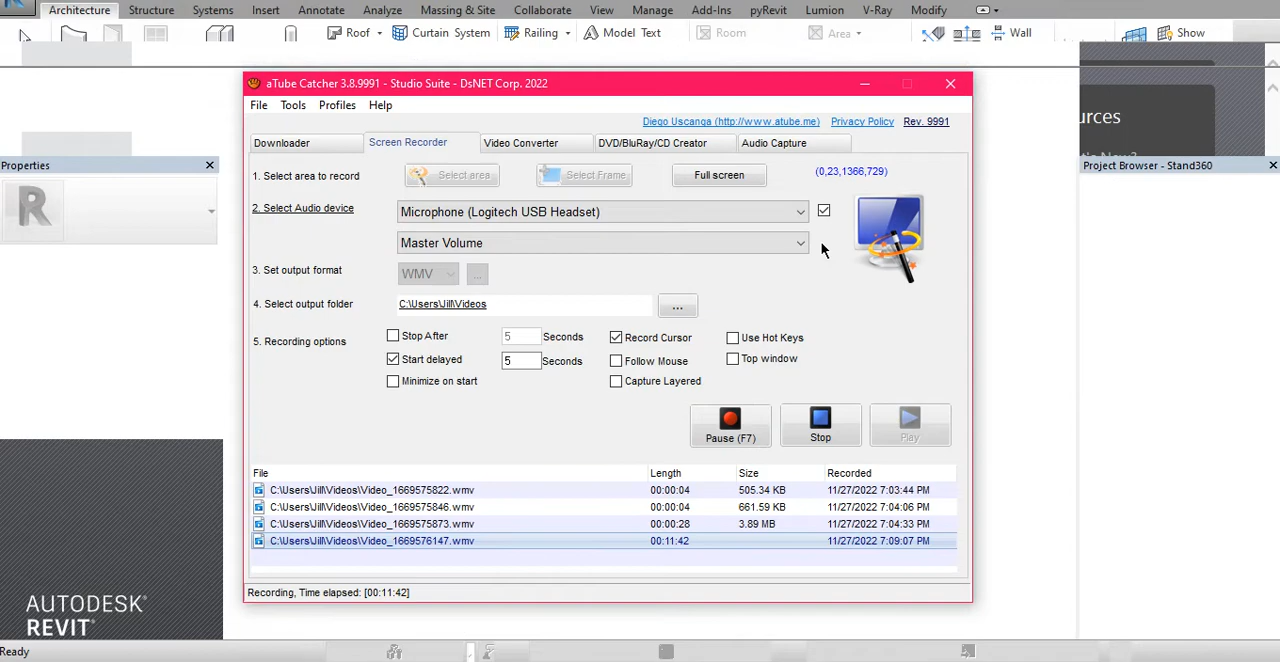 Architecture Structure Systems Insert Annotate Analyze Massing & Site Collaborate View Manage Add-Ins pyRevit Lumion V-Ray Modify
Roof Curtain System Railing Model Text Room Area Wall Show
aTube Catcher 3.8.9991 - Studio Suite - DsNET Corp. 2022
File Tools Profiles Help
Diego Uscanga (http://www.atube.me) Privacy Policy Rev. 9991
Downloader Screen Recorder Video Converter DVD/BluRay/CD Creator Audio Capture
1. Select area to record Select area Select Frame Full screen (0,23,1366,729)
2. Select Audio device Microphone (Logitech USB Headset)
Master Volume
3. Set output format WMV ...
4. Select output folder C:\Users\Jill\Videos ...
5. Recording options
Stop After 5 Seconds Record Cursor Use Hot Keys
Start delayed 5 Seconds Follow Mouse Top window
Minimize on start Capture Layered
Pause (F7) Stop Play
File Length Size Recorded
C:\Users\Jill\Videos\Video_1669575822.wmv 00:00:04 505.34 KB 11/27/2022 7:03:44 PM
C:\Users\Jill\Videos\Video_1669575846.wmv 00:00:04 661.59 KB 11/27/2022 7:04:06 PM
C:\Users\Jill\Videos\Video_1669575873.wmv 00:00:28 3.89 MB 11/27/2022 7:04:33 PM
C:\Users\Jill\Videos\Video_1669576147.wmv 00:11:42 11/27/2022 7:09:07 PM
Recording, Time elapsed: [00:11:42]
Properties
R
urces
Project Browser - Stand360
AUTODESK®
REVIT®
Ready